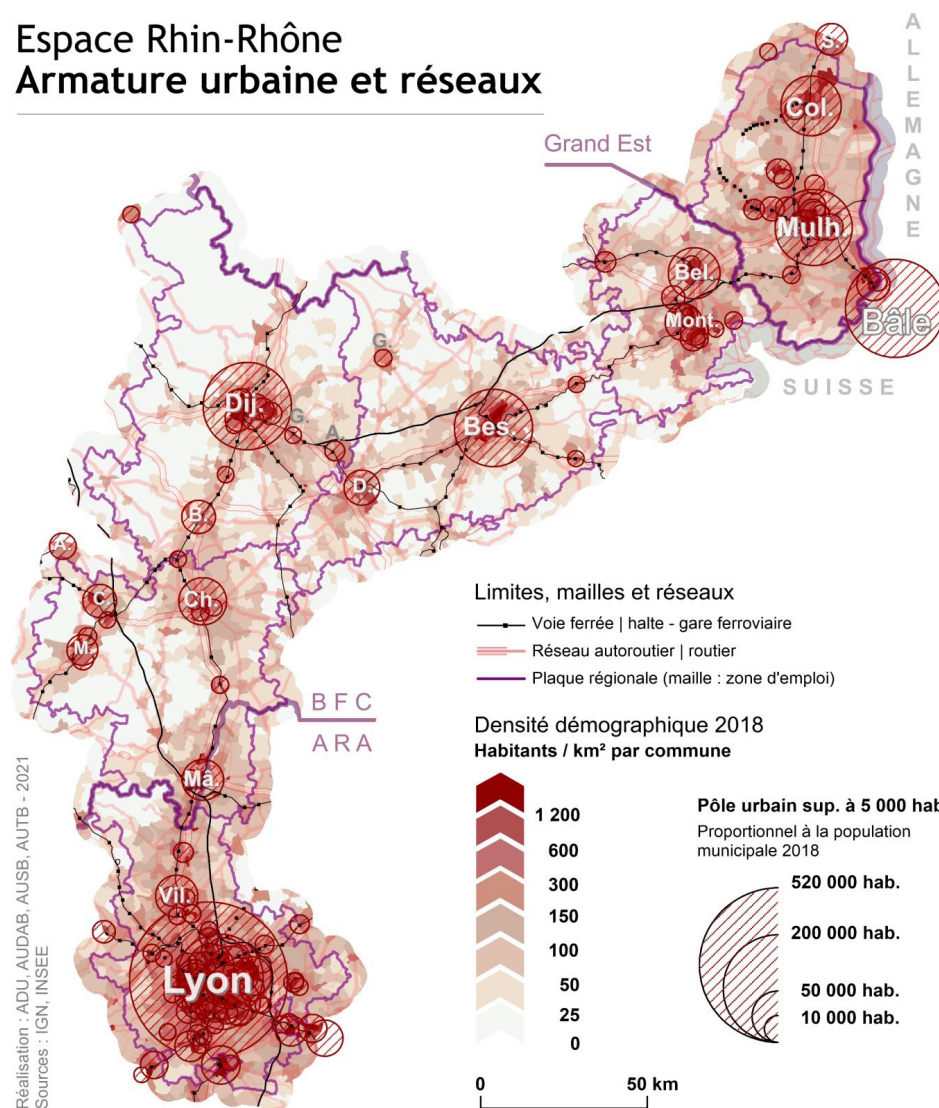 Espace Rhin-Rhône
Armature urbaine et réseaux
ALLEMAGNE
S.
Col.
Grand Est
Mulh.
Bel.
Bâle
Mont.
SUISSE
G.
Dij.
G.
A.
Bes.
D.
B.
A.
C.
Ch.
M.
BFC
ARA
Mâ.
Vil.
Lyon
Limites, mailles et réseaux
Voie ferrée | halte - gare ferroviaire
Réseau autoroutier | routier
Plaque régionale (maille : zone d'emploi)
Densité démographique 2018
Habitants / km² par commune
1 200
600
300
150
100
50
25
0
Pôle urbain sup. à 5 000 hab
Proportionnel à la population
municipale 2018
520 000 hab.
200 000 hab.
50 000 hab.
10 000 hab.
0 50 km
Réalisation : ADU, AUDAB, AUSB, AUTB - 2021
Sources : IGN, INSEE